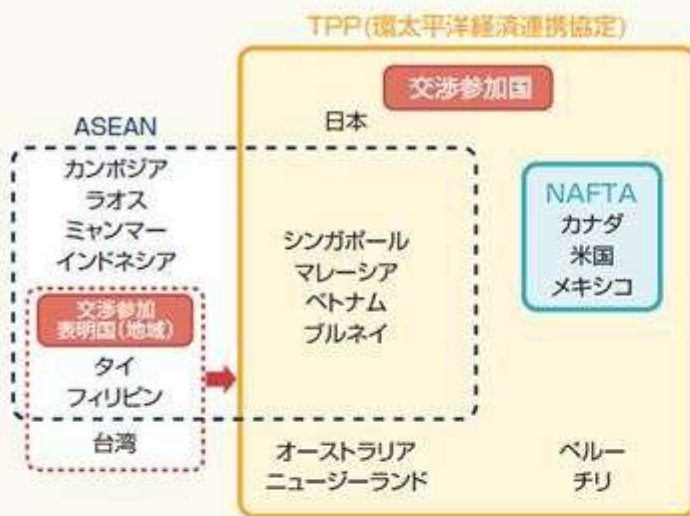 TPP(環太平洋経済連携協定)
交渉参加国
日本
ASEAN
カンボジア
ラオス
ミャンマー
インドネシア
交渉参加
表明国(地域)
タイ
フィリピン
台湾
シンガポール
マレーシア
ベトナム
ブルネイ
NAFTA
カナダ
米国
メキシコ
オーストラリア
ニュージーランド
ペルー
チリ